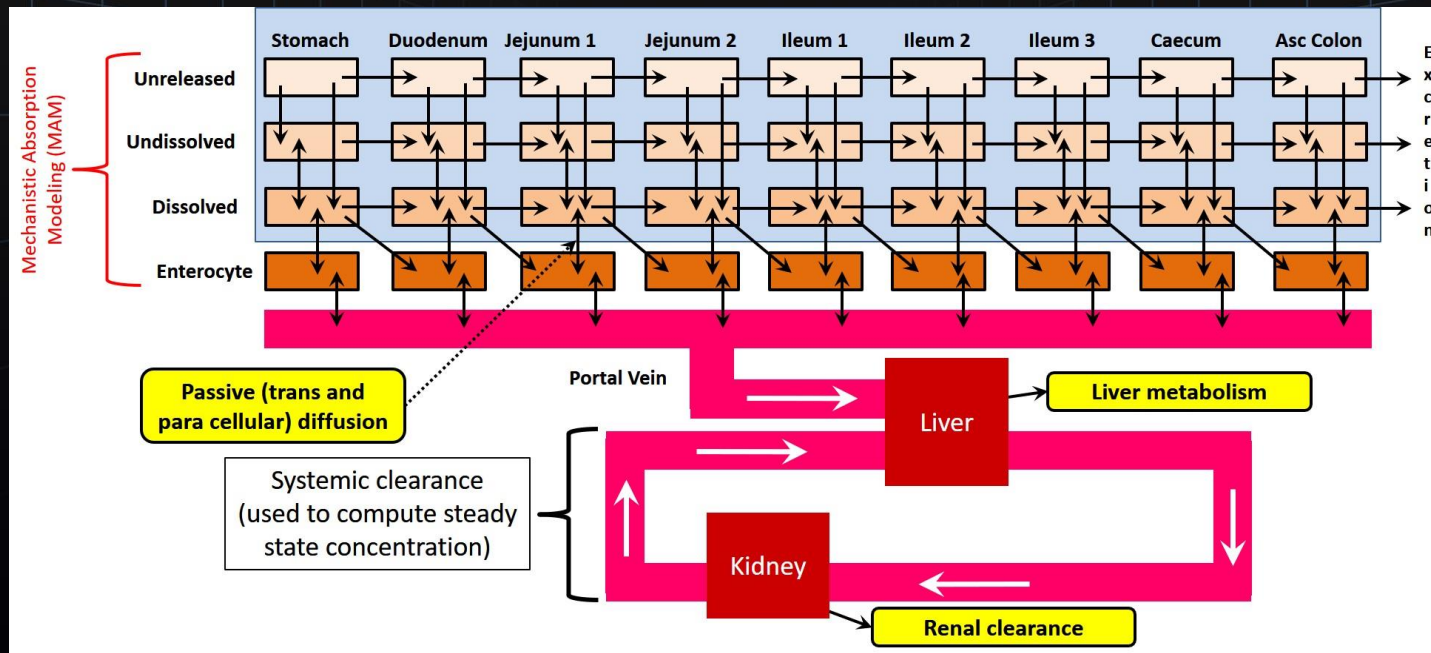 Stomach Duodenum Jejunum 1 Jejunum 2 Ileum 1 Ileum 2 Ileum 3 Caecum Asc Colon
Mechanistic Absorption
Modeling (MAM)
Unreleased
Undissolved
Dissolved
Enterocyte
Excretion
Passive (trans and
para cellular) diffusion
Portal Vein
Liver
Liver metabolism
Systemic clearance
(used to compute steady
state concentration)
Kidney
Renal clearance